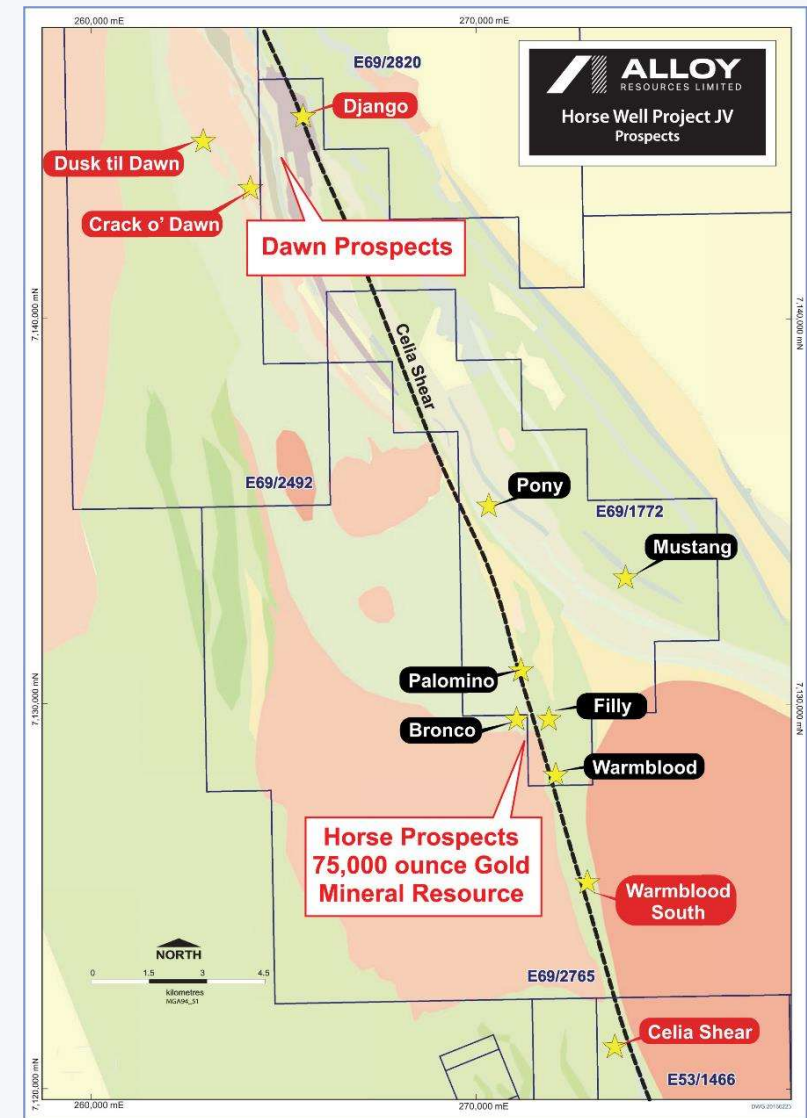 260,000 mE
270,000 mE
ALLOY
RESOURCES LIMITED
Horse Well Project JV
Prospects
E69/2820
Django
Dusk til Dawn
Crack o' Dawn
Dawn Prospects
7,140,000 mN
7,140,000 mN
Celia Shear
E69/2492
Pony
E69/1772
Mustang
Palomino
Filly
7,130,000 mN
7,130,000 mN
Bronco
Warmblood
Horse Prospects
75,000 ounce Gold
Mineral Resource
Warmblood
South
NORTH
0 1.5 3 4.5
kilometres
MGA94_51
E69/2765
Celia Shear
E53/1466
7,120,000 mN
260,000 mE
270,000 mE